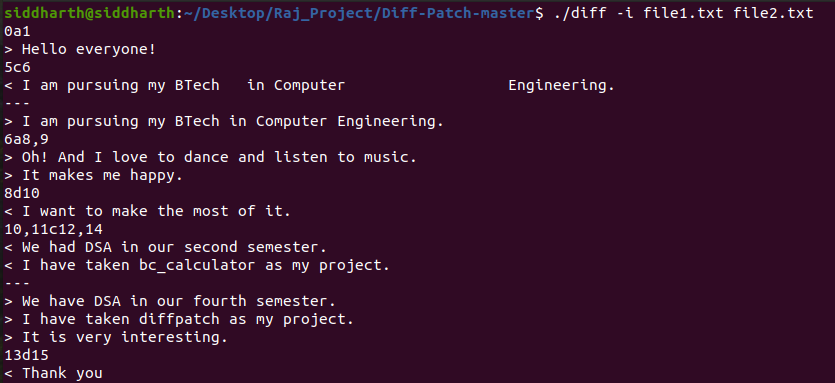 siddharth@siddharth:~/Desktop/Raj_Project/Diff-Patch-master$ ./diff -i file1.txt file2.txt
0a1
> Hello everyone!
5c6
< I am pursuing my BTech   in Computer                  Engineering.
---
> I am pursuing my BTech in Computer Engineering.
6a8,9
> Oh! And I love to dance and listen to music.
> It makes me happy.
8d10
< I want to make the most of it.
10,11c12,14
< We had DSA in our second semester.
< I have taken bc_calculator as my project.
---
> We have DSA in our fourth semester.
> I have taken diffpatch as my project.
> It is very interesting.
13d15
< Thank you